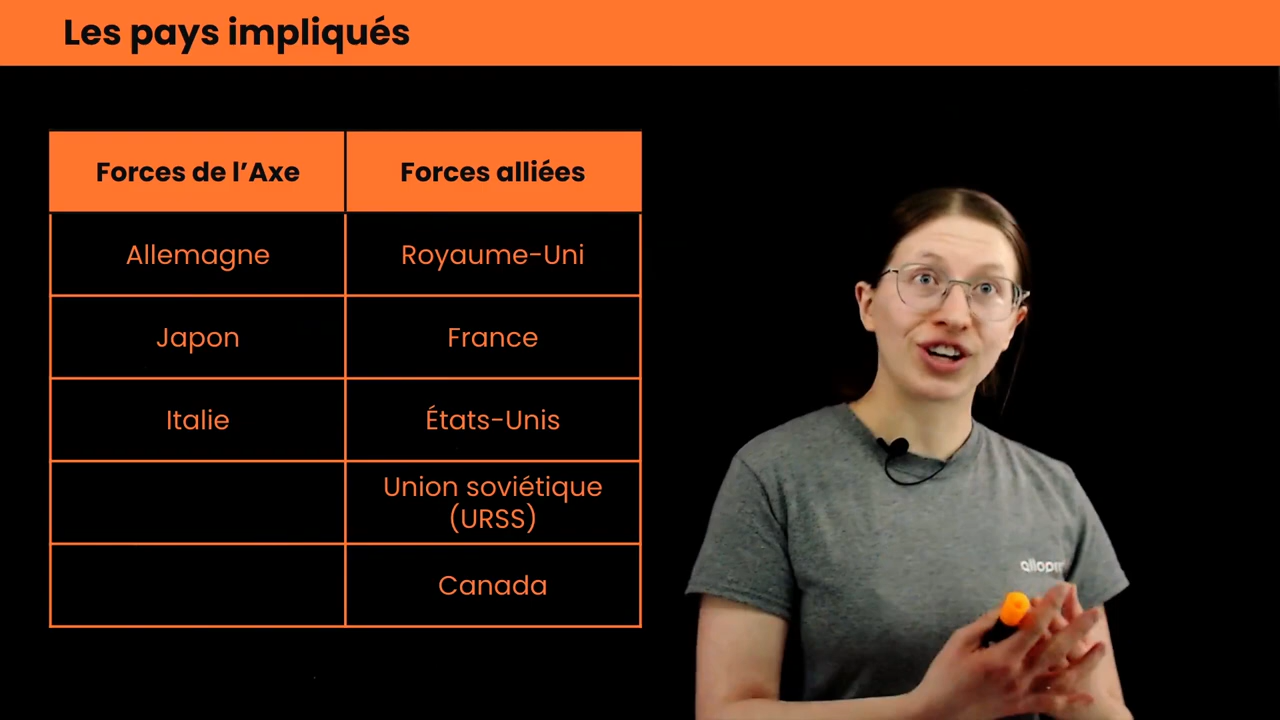 Les pays impliqués
Forces de l’Axe
Forces alliées
Allemagne
Royaume-Uni
Japon
France
Italie
États-Unis
Union soviétique
(URSS)
Canada